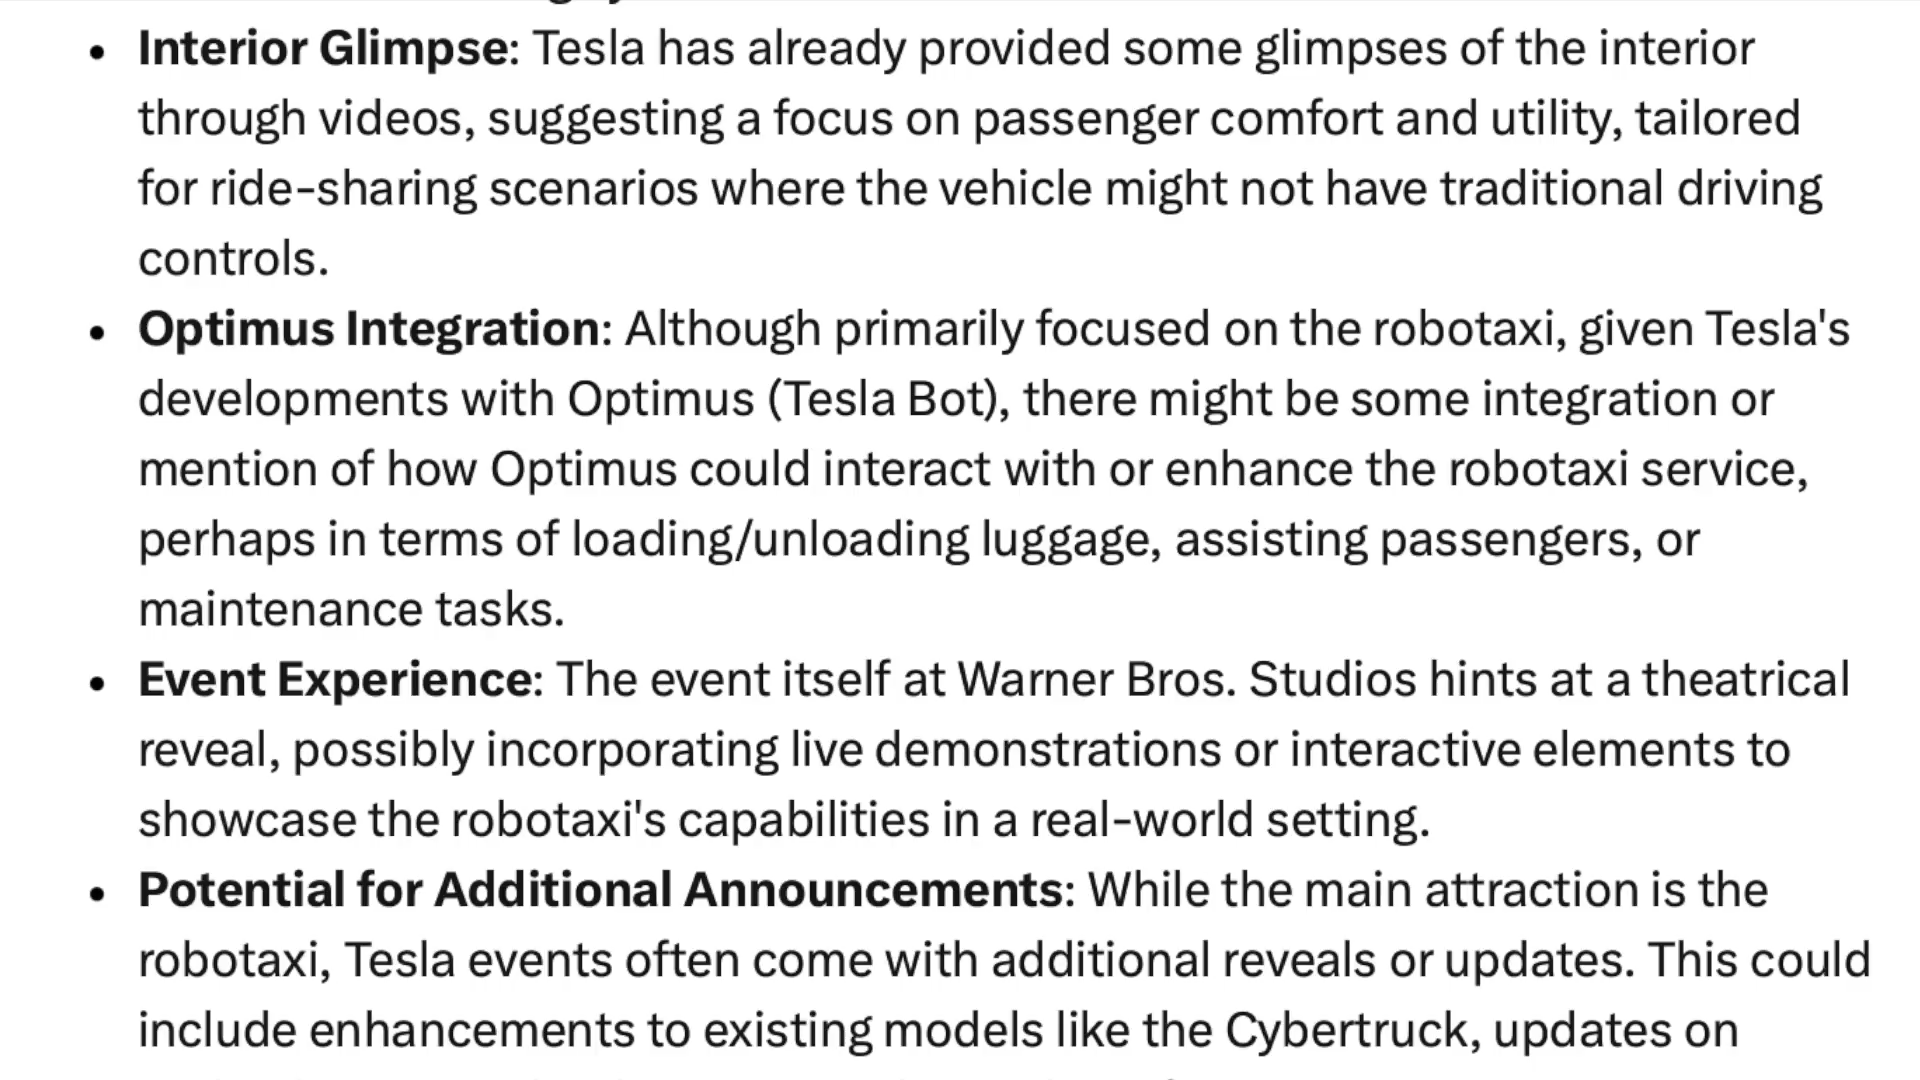 • Interior Glimpse: Tesla has already provided some glimpses of the interior
through videos, suggesting a focus on passenger comfort and utility, tailored
for ride-sharing scenarios where the vehicle might not have traditional driving
controls.
• Optimus Integration: Although primarily focused on the robotaxi, given Tesla's
developments with Optimus (Tesla Bot), there might be some integration or
mention of how Optimus could interact with or enhance the robotaxi service,
perhaps in terms of loading/unloading luggage, assisting passengers, or
maintenance tasks.
• Event Experience: The event itself at Warner Bros. Studios hints at a theatrical
reveal, possibly incorporating live demonstrations or interactive elements to
showcase the robotaxi's capabilities in a real-world setting.
• Potential for Additional Announcements: While the main attraction is the
robotaxi, Tesla events often come with additional reveals or updates. This could
include enhancements to existing models like the Cybertruck, updates on